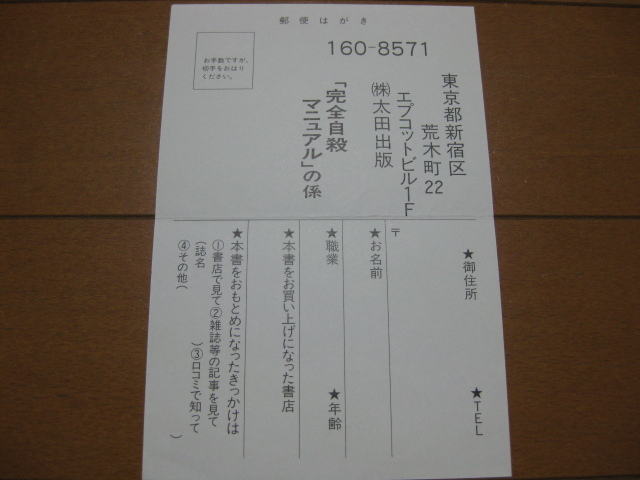 郵便はがき
160-8571
お手数ですが、
切手をおはり
ください。
東京都新宿区
荒木町22
エプコットビル1F
㈱太田出版
「完全自殺
マニュアル」の係
★御住所
★TEL
〒
★お名前
★職業
★年齢
★本書をお買い上げになった書店
★本書をおもとめになったきっかけは
①書店で見て②雑誌等の記事を見て
(誌名　　　　)③口コミで知って
④その他(　　　　)